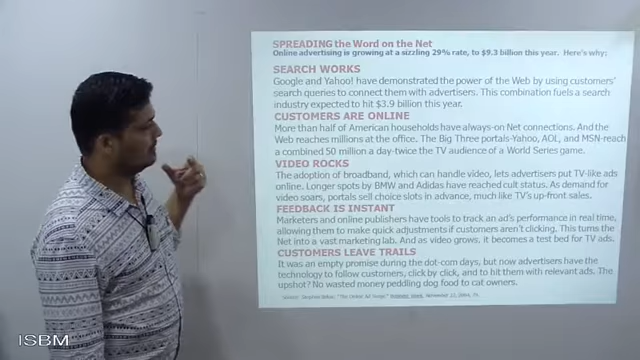 SPREADING the Word on the Net
Online advertising is growing at a sizzling 29% rate, to $9.3 billion this year. Here's why:
SEARCH WORKS
Google and Yahoo! have demonstrated the power of the Web by using customers'
search queries to connect them with advertisers. This combination fuels a search
industry expected to hit $3.9 billion this year.
CUSTOMERS ARE ONLINE
More than half of American households have always-on Net connections. And the
Web reaches millions at the office. The Big Three portals-Yahoo, AOL, and MSN-reach
a combined 50 million a day-twice the TV audience of a World Series game.
VIDEO ROCKS
The adoption of broadband, which can handle video, lets advertisers put TV-like ads
online. Longer spots by BMW and Adidas have reached cult status. As demand for
video soars, portals sell choice slots in advance, much like TV's up-front sales.
FEEDBACK IS INSTANT
Marketers and online publishers have tools to track an ad's performance in real time,
allowing them to make quick adjustments if customers aren't clicking. This turns the
Net into a vast marketing lab. And as video grows, it becomes a test bed for TV ads.
CUSTOMERS LEAVE TRAILS
It was an empty promise during the dot-com days, but now advertisers have the
technology to follow customers, click by click, and to hit them with relevant ads. The
upshot? No wasted money peddling dog food to cat owners.
Source: "The Online Ad Surge," 2004,
ISBM